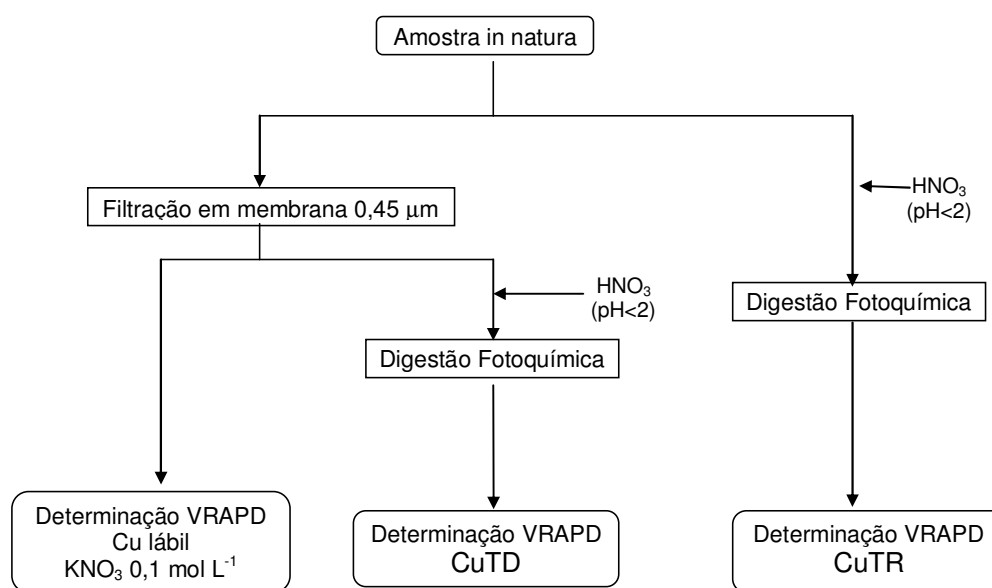 Amostra in natura
HNO₃
(pH<2)
Filtração em membrana 0,45 μm
HNO₃
(pH<2)
Digestão Fotoquímica
Digestão Fotoquímica
Determinação VRAPD
Cu lábil
KNO₃ 0,1 mol L⁻¹
Determinação VRAPD
CuTD
Determinação VRAPD
CuTR